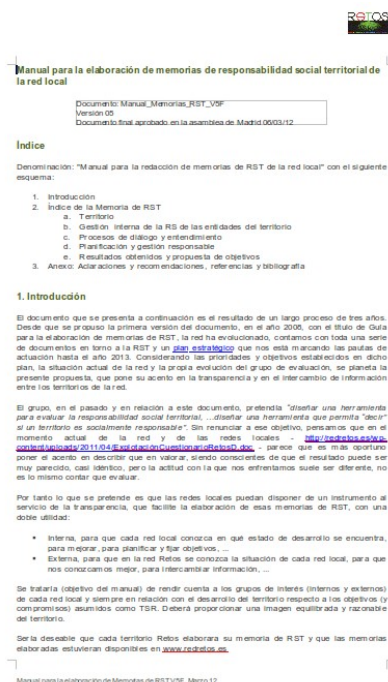 RETOS
Manual para la elaboración de memorias de responsabilidad social territorial de
la red local
Documento: Manual_Memorias_RST_V5F
Versión 05
Documento final aprobado en la asamblea de Madrid 06/03/12
Índice
Denominación: "Manual para la redacción de memorias de RST de la red local" con el siguiente
esquema:
1. Introducción
2. Índice de la Memoria de RST
a. Territorio
b. Gestión interna de la RS de las entidades del territorio
c. Procesos de diálogo y entendimiento
d. Planificación y gestión responsable
e. Resultados obtenidos y propuesta de objetivos
3. Anexo: Aclaraciones y recomendaciones, referencias y bibliografía
1. Introducción
El documento que se presenta a continuación es el resultado de un largo proceso de tres años.
Desde que se propuso la primera versión del documento, en el año 2008, con el título de Guía
para la elaboración de memorias de RST, la red ha evolucionado, contamos con toda una serie
de documentos en torno a la RST y un plan estratégico que nos está marcando las pautas de
actuación hasta el año 2013. Considerando las prioridades y objetivos establecidos en dicho
plan, la situación actual de la red y la propia evolución del grupo de evaluación, se planeta la
presente propuesta, que pone su acento en la transparencia y en el intercambio de información
entre los territorios de la red.
El grupo, en el pasado y en relación a este documento, pretendía "diseñar una herramienta
para evaluar la responsabilidad social territorial, ...diseñar una herramienta que permita "decir"
si un territorio es socialmente responsable". Sin renunciar a ese objetivo, pensamos que en el
momento actual de la red y de las redes locales - http://redretos.es/wp-
content/uploads/2011/04/ExplotaciónCuestionarioRetosD.doc - parece que es más oportuno
poner el acento en describir que en valorar, siendo conscientes de que el resultado puede ser
muy parecido, casi idéntico, pero la actitud con la que nos enfrentamos suele ser diferente, no
es lo mismo contar que evaluar.
Por tanto lo que se pretende es que las redes locales puedan disponer de un instrumento al
servicio de la transparencia, que facilite la elaboración de esas memorias de RST, con una
doble utilidad:
▪ Interna, para que cada red local conozca en qué estado de desarrollo se encuentra,
para mejorar, para planificar y fijar objetivos, ...
▪ Externa, para que en la red Retos se conozca la situación de cada red local, para que
nos conozcamos mejor, para intercambiar información, ...
Se trataría (objetivo del manual) de rendir cuento a los grupos de interés (internos y externos)
de cada red local y siempre en relación con el desarrollo del territorio respecto a los objetivos (y
compromisos) asumidos como TSR. Deberá proporcionar una imagen equilibrada y razonable
del territorio.
Sería deseable que cada territorio Retos elaborara su memoria de RST y que las memorias
elaboradas estuvieran disponibles en www.redretos.es
Manual para la elaboración de Memorias de RST V5F, Marzo 12